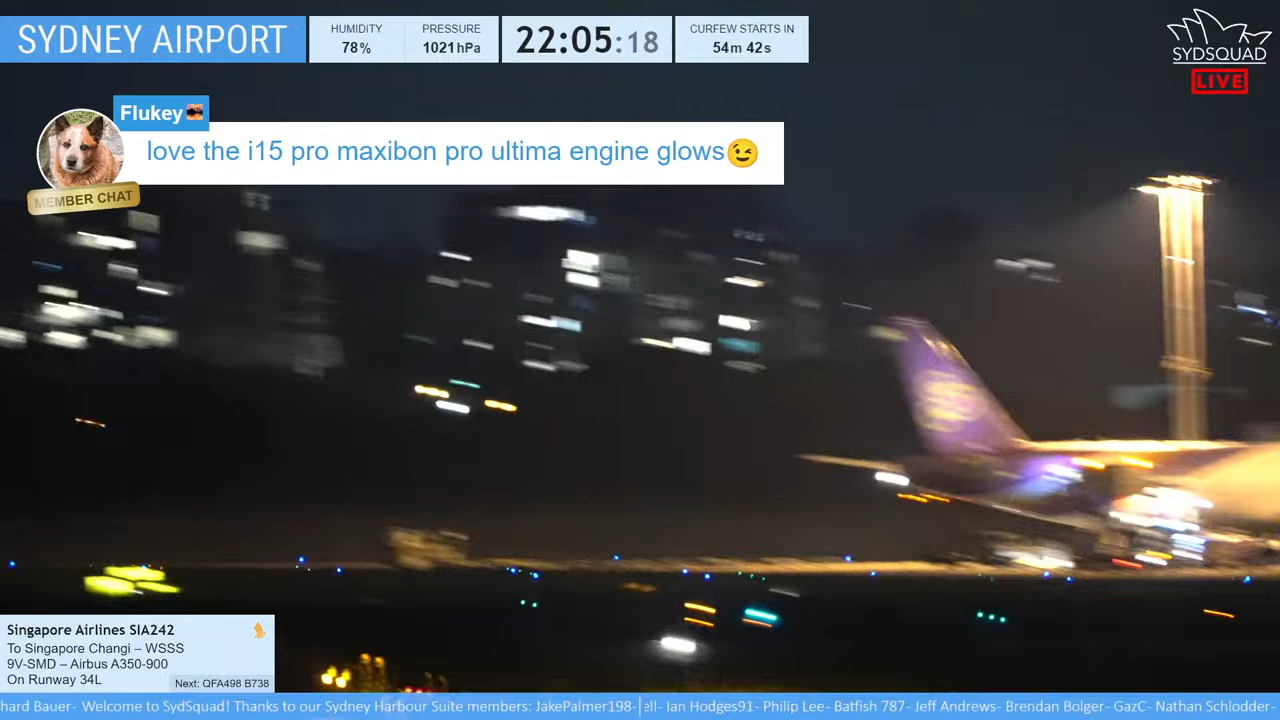 SYDNEY AIRPORT
HUMIDITY
78%
PRESSURE
1021hPa
22:05:18
CURFEW STARTS IN
54m 42s
SYDSQUAD
LIVE
Flukey
love the i15 pro maxibon pro ultima engine glows😉
MEMBER CHAT
Singapore Airlines SIA242
To Singapore Changi – WSSS
9V-SMD – Airbus A350-900
On Runway 34L
Next: QFA498 B738
hard Bauer- Welcome to SydSquad! Thanks to our Sydney Harbour Suite members: JakePalmer198- ell- Ian Hodges91- Philip Lee- Batfish 787- Jeff Andrews- Brendan Bolger- GazC- Nathan Schlodder-